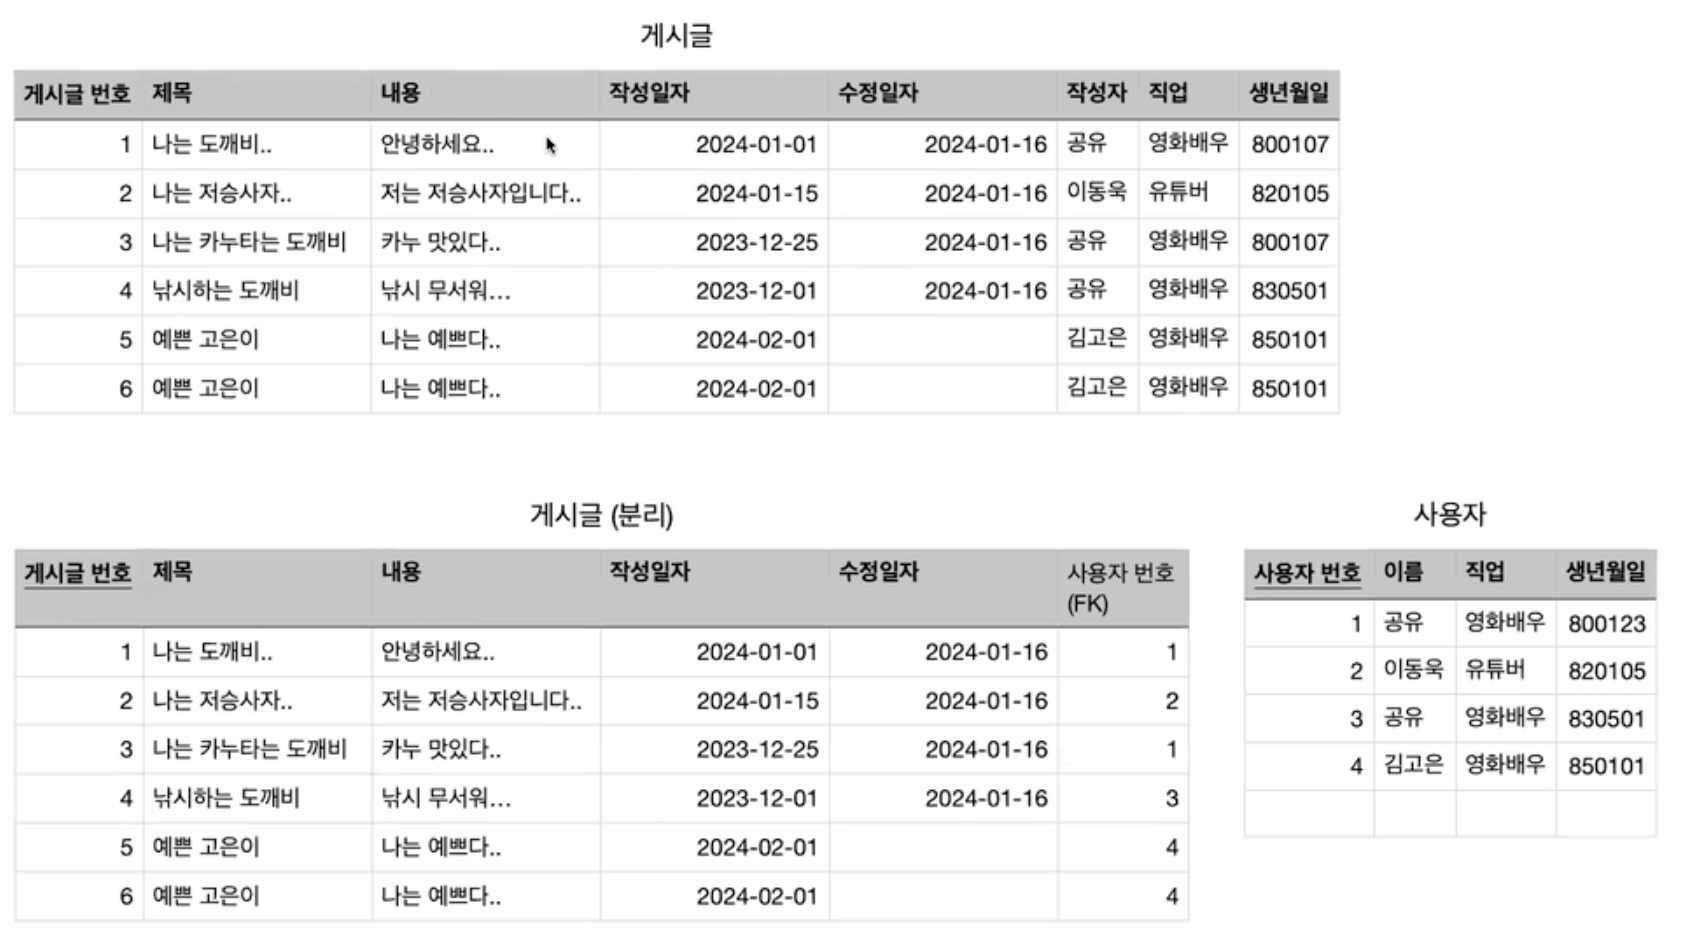 게시글
게시글 번호 제목 내용 작성일자 수정일자 작성자 직업 생년월일
1 나는 도깨비.. 안녕하세요.. 2024-01-01 2024-01-16 공유 영화배우 800107
2 나는 저승사자.. 저는 저승사자입니다.. 2024-01-15 2024-01-16 이동욱 유튜버 820105
3 나는 카누타는 도깨비 카누 맛있다.. 2023-12-25 2024-01-16 공유 영화배우 800107
4 낚시하는 도깨비 낚시 무서워... 2023-12-01 2024-01-16 공유 영화배우 830501
5 예쁜 고은이 나는 예쁘다.. 2024-02-01 김고은 영화배우 850101
6 예쁜 고은이 나는 예쁘다.. 2024-02-01 김고은 영화배우 850101
게시글 (분리)
게시글 번호 제목 내용 작성일자 수정일자 사용자 번호
(FK)
1 나는 도깨비.. 안녕하세요.. 2024-01-01 2024-01-16 1
2 나는 저승사자.. 저는 저승사자입니다.. 2024-01-15 2024-01-16 2
3 나는 카누타는 도깨비 카누 맛있다.. 2023-12-25 2024-01-16 1
4 낚시하는 도깨비 낚시 무서워... 2023-12-01 2024-01-16 3
5 예쁜 고은이 나는 예쁘다.. 2024-02-01 4
6 예쁜 고은이 나는 예쁘다.. 2024-02-01 4
사용자
사용자 번호 이름 직업 생년월일
1 공유 영화배우 800123
2 이동욱 유튜버 820105
3 공유 영화배우 830501
4 김고은 영화배우 850101